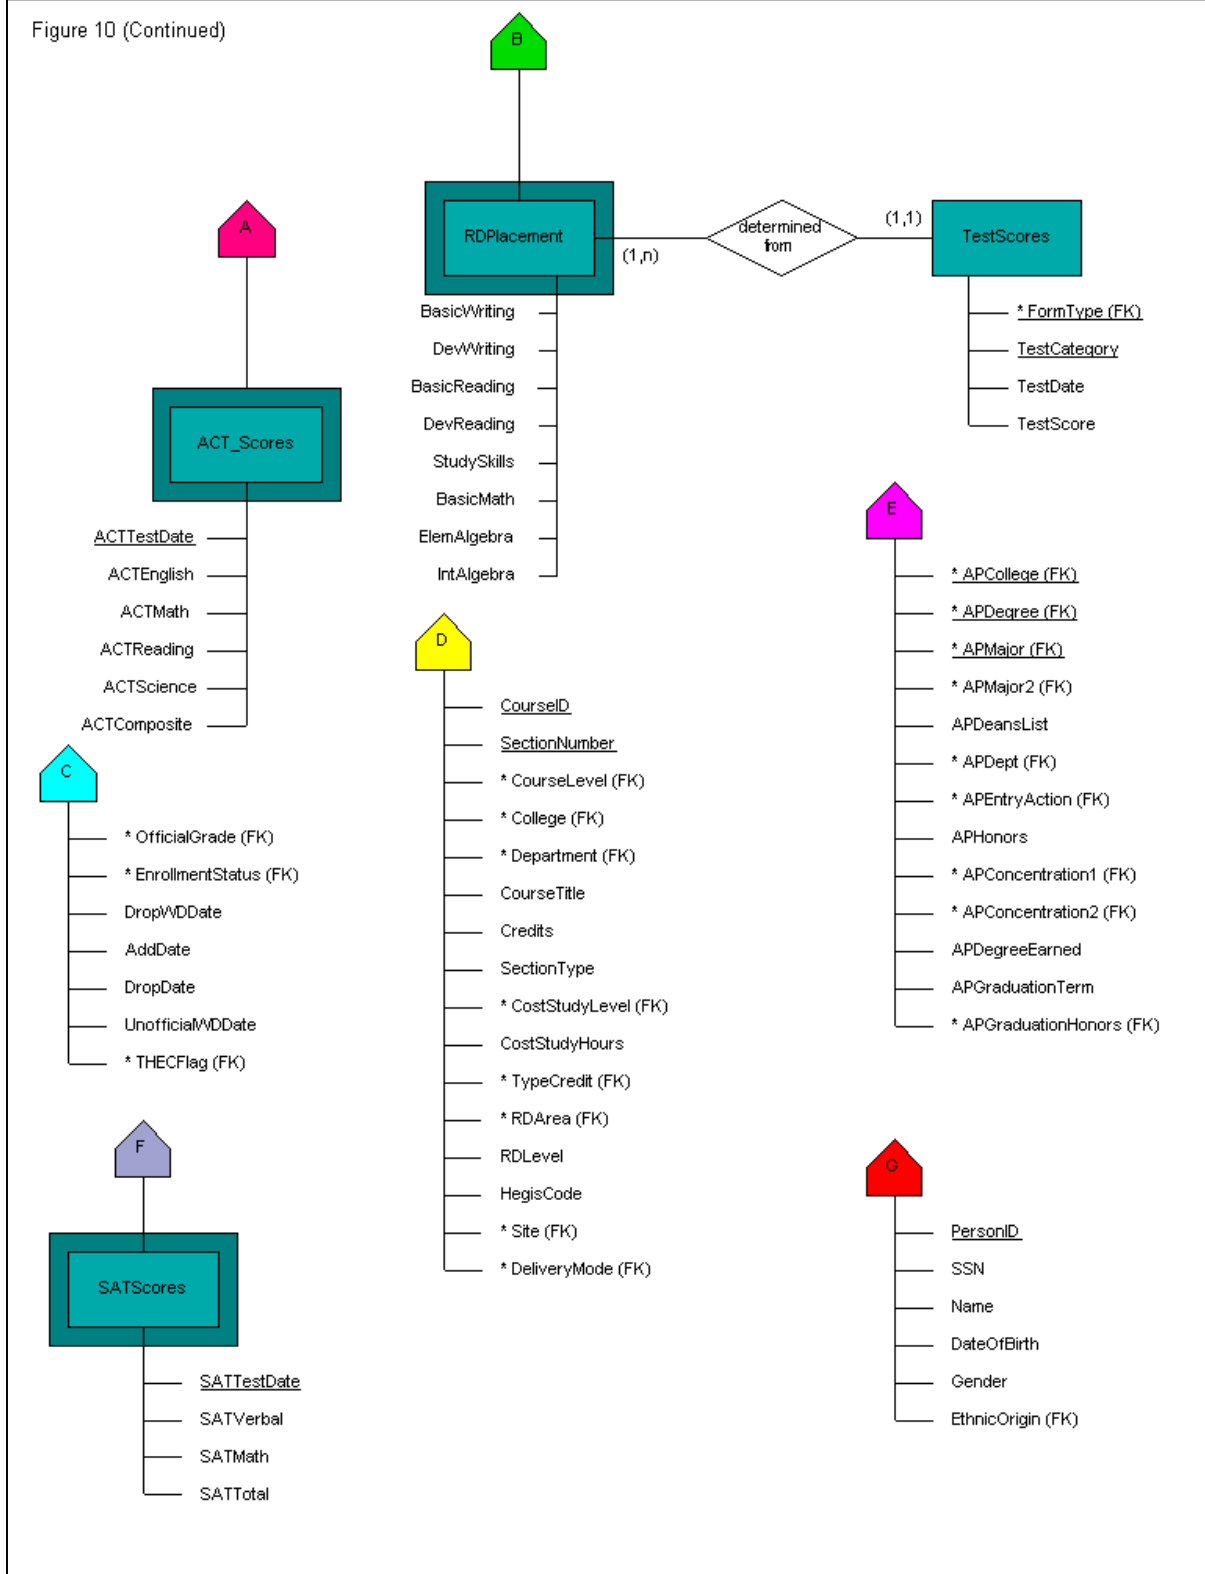 Figure 10 (Continued)
B
A
RDPlacement
(1,n)
determined
from
(1,1)
TestScores
* FormType (FK)
TestCategory
TestDate
TestScore
BasicWriting
DevWriting
BasicReading
DevReading
StudySkills
BasicMath
ElemAlgebra
IntAlgebra
ACT_Scores
ACTTestDate
ACTEnglish
ACTMath
ACTReading
ACTScience
ACTComposite
E
* APCollege (FK)
* APDegree (FK)
* APMajor (FK)
* APMajor2 (FK)
APDeansList
* APDept (FK)
* APEntryAction (FK)
APHonors
* APConcentration1 (FK)
* APConcentration2 (FK)
APDegreeEarned
APGraduationTerm
* APGraduationHonors (FK)
D
CourseID
SectionNumber
* CourseLevel (FK)
* College (FK)
* Department (FK)
CourseTitle
Credits
SectionType
* CostStudyLevel (FK)
CostStudyHours
* TypeCredit (FK)
* RDArea (FK)
RDLevel
HegisCode
* Site (FK)
* DeliveryMode (FK)
C
* OfficialGrade (FK)
* EnrollmentStatus (FK)
DropWDDate
AddDate
DropDate
UnofficialWDDate
* THECFlag (FK)
F
SATScores
SATTestDate
SATVerbal
SATMath
SATTotal
G
PersonID
SSN
Name
DateOfBirth
Gender
EthnicOrigin (FK)